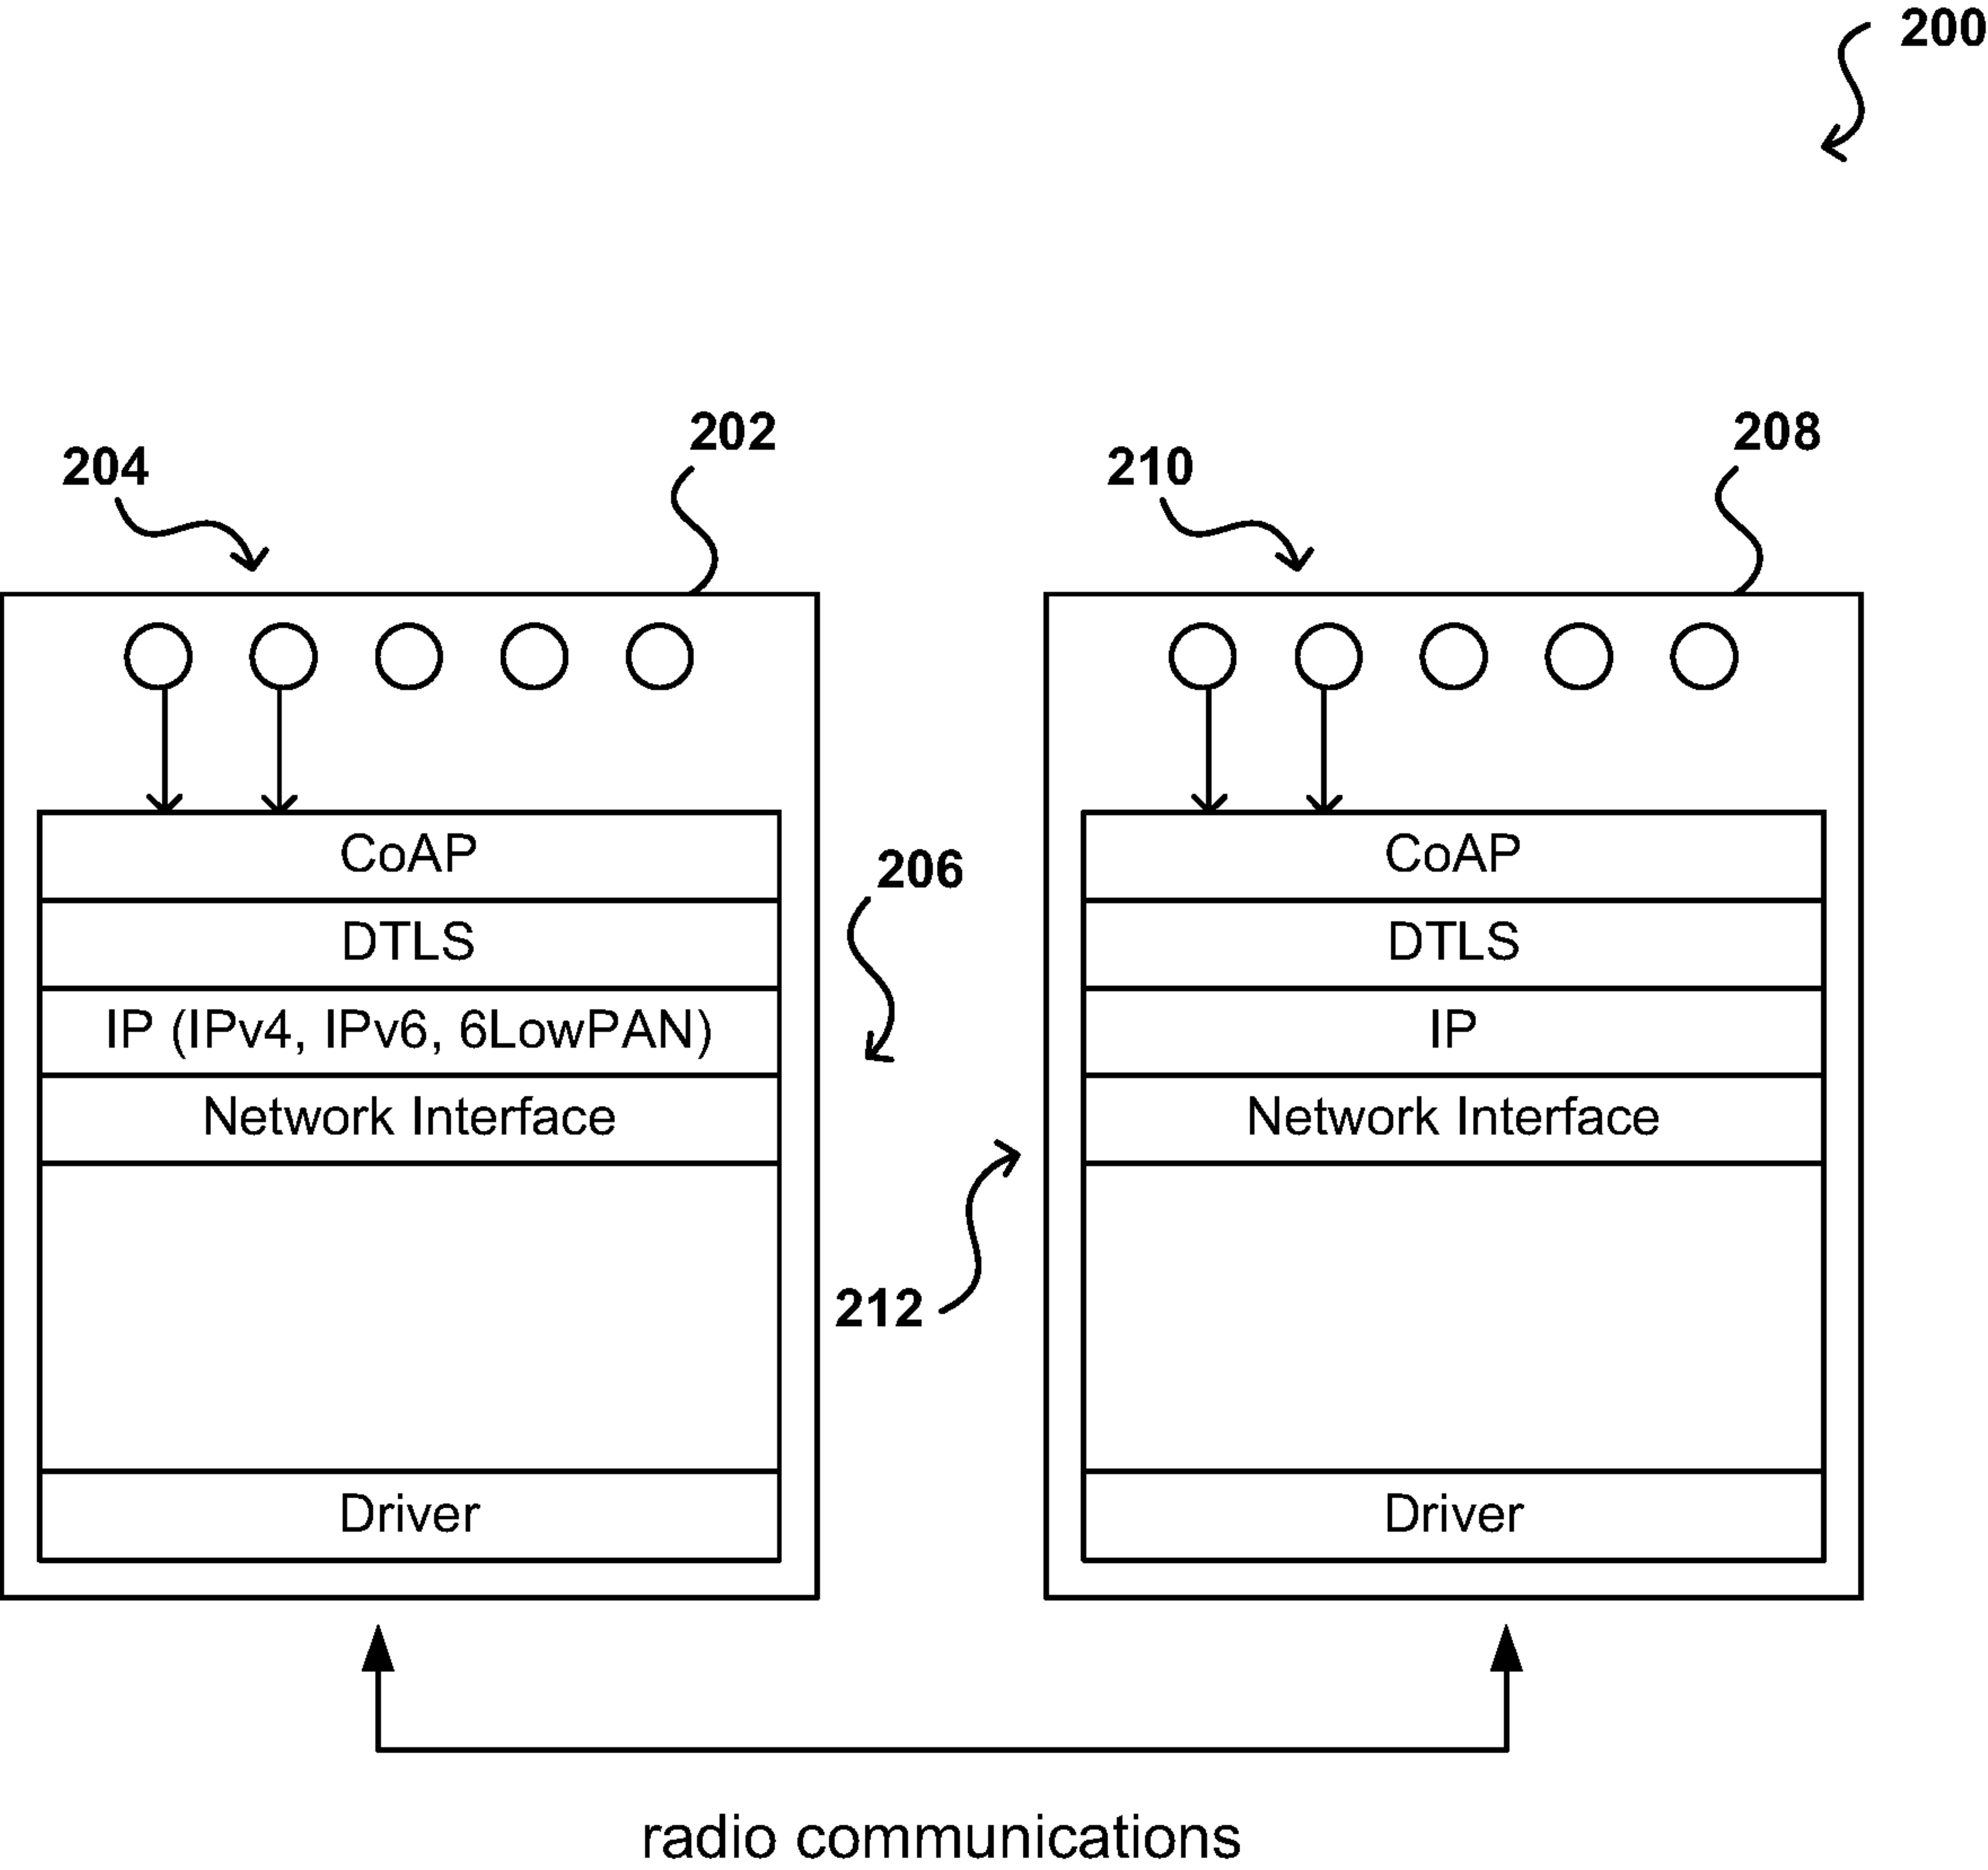 200
202
208
204
210
CoAP
CoAP
206
DTLS
DTLS
IP (IPv4, IPv6, 6LowPAN)
IP
Network Interface
Network Interface
212
Driver
Driver
radio communications